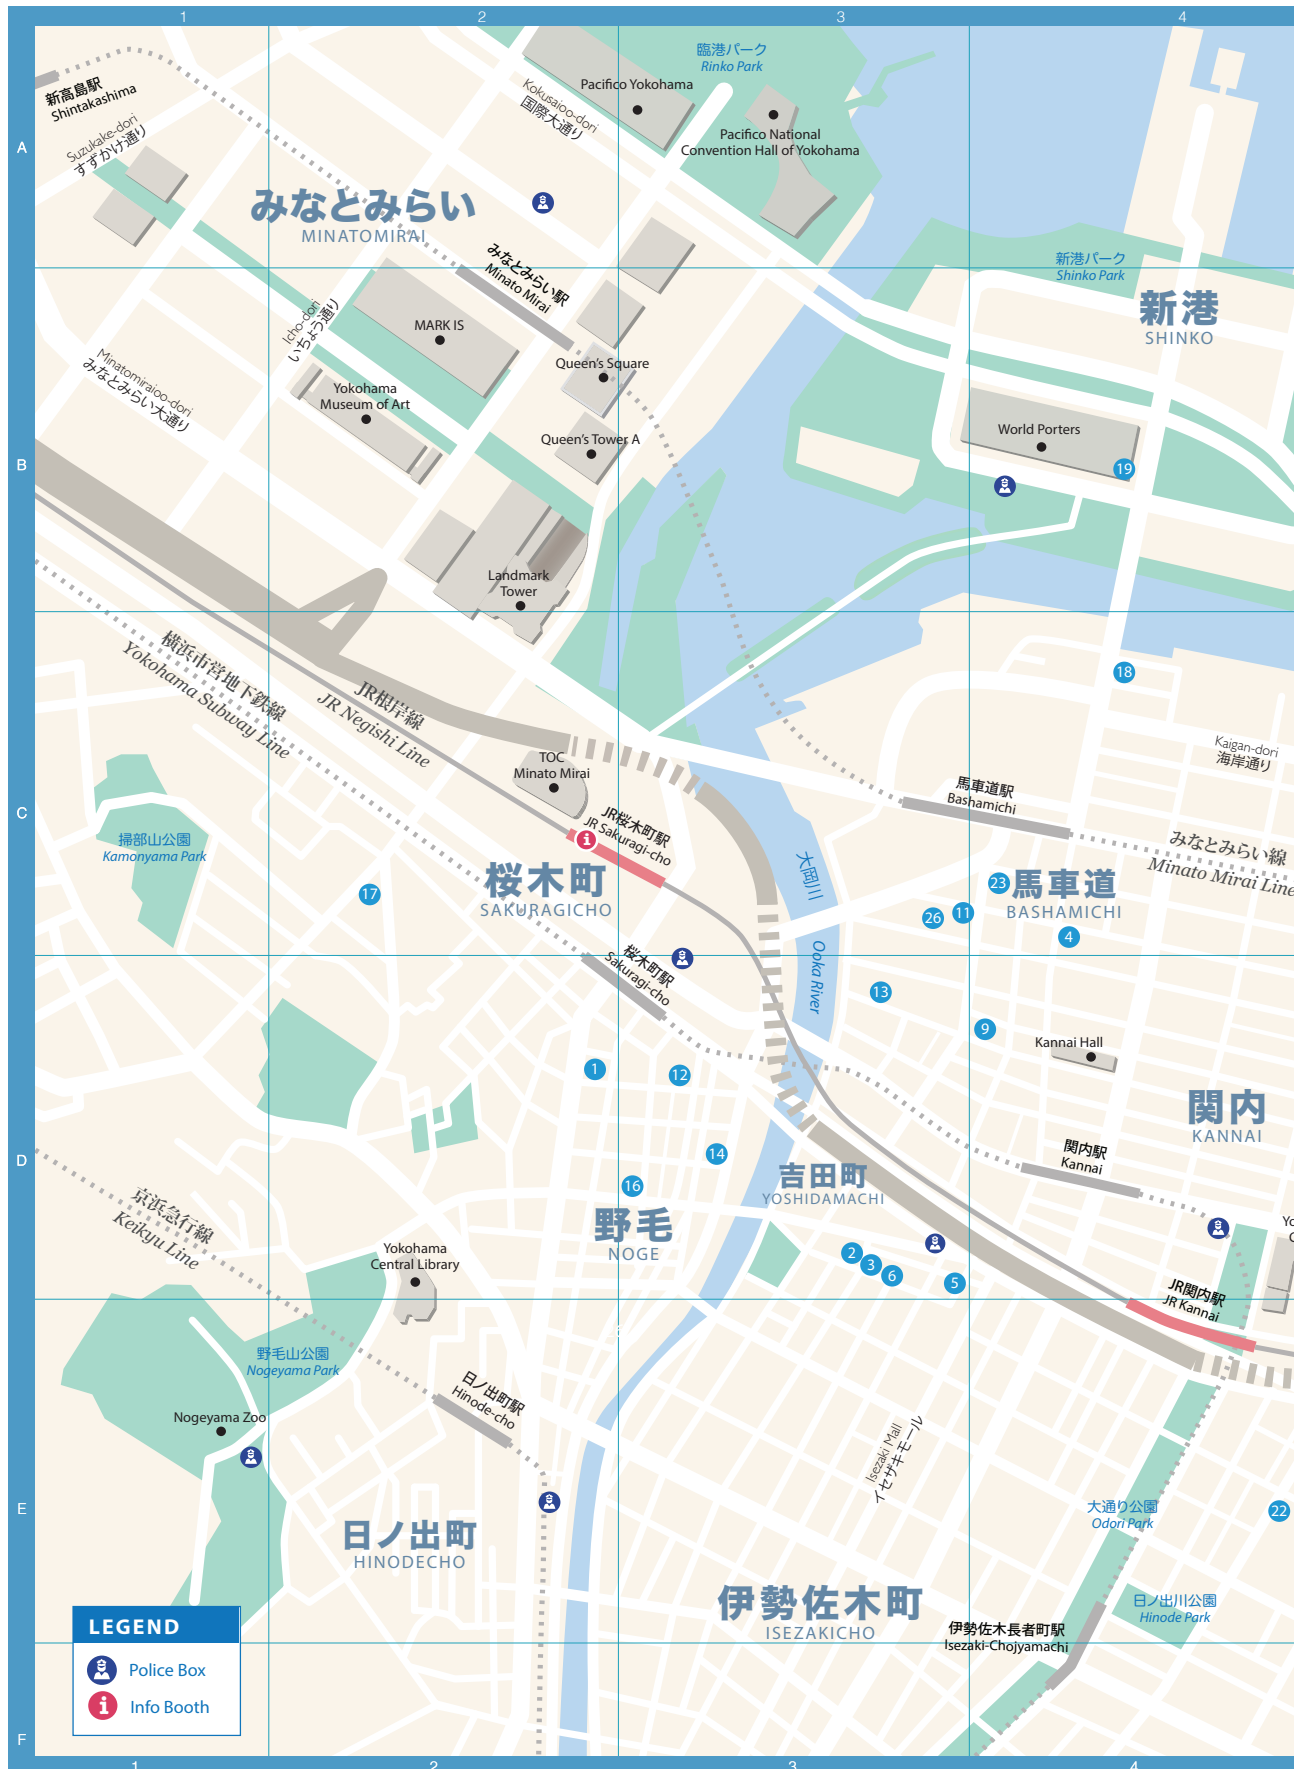 1
2
3
4
臨港パーク
Rinko Park
新高島駅
Shintakashima
Pacifico Yokohama
Kokusaioo-dori
国際大通り
Pacifico National
Convention Hall of Yokohama
Suzukake-dori
すずかけ通り
A
みなとみらい
MINATOMIRAI
みなとみらい駅
Minato Mirai
新港パーク
Shinko Park
新港
SHINKO
Icho-dori
いちょう通り
MARK IS
Minatomiraioo-dori
みなとみらい大通り
Queen's Square
Yokohama
Museum of Art
Queen's Tower A
World Porters
B
19
Landmark
Tower
横浜市営地下鉄線
Yokohama Subway Line
JR根岸線
JR Negishi Line
18
Kaigan-dori
海岸通り
TOC
Minato Mirai
馬車道駅
Bashamichi
C
掃部山公園
Kamonyama Park
i
JR桜木町駅
JR Sakuragi-cho
みなとみらい線
Minato Mirai Line
大岡川
Ooka River
17
桜木町
SAKURAGICHO
23
馬車道
BASHAMICHI
26
11
4
桜木町駅
Sakuragi-cho
13
9
Kannai Hall
1
12
関内
KANNAI
D
14
関内駅
Kannai
吉田町
YOSHIDAMACHI
16
野毛
NOGE
京浜急行線
Keikyu Line
Yokohama
Central Library
2
3
6
5
Yo
C
JR関内駅
JR Kannai
野毛山公園
Nogeyama Park
日ノ出町駅
Hinode-cho
Nogeyama Zoo
Isezaki Mall
イセザキモール
E
大通り公園
Odori Park
22
日ノ出町
HINODECHO
伊勢佐木町
ISEZAKICHO
日ノ出川公園
Hinode Park
伊勢佐木長者町駅
Isezaki-Chojyamachi
LEGEND
Police Box
i
Info Booth
F
1
2
3
4